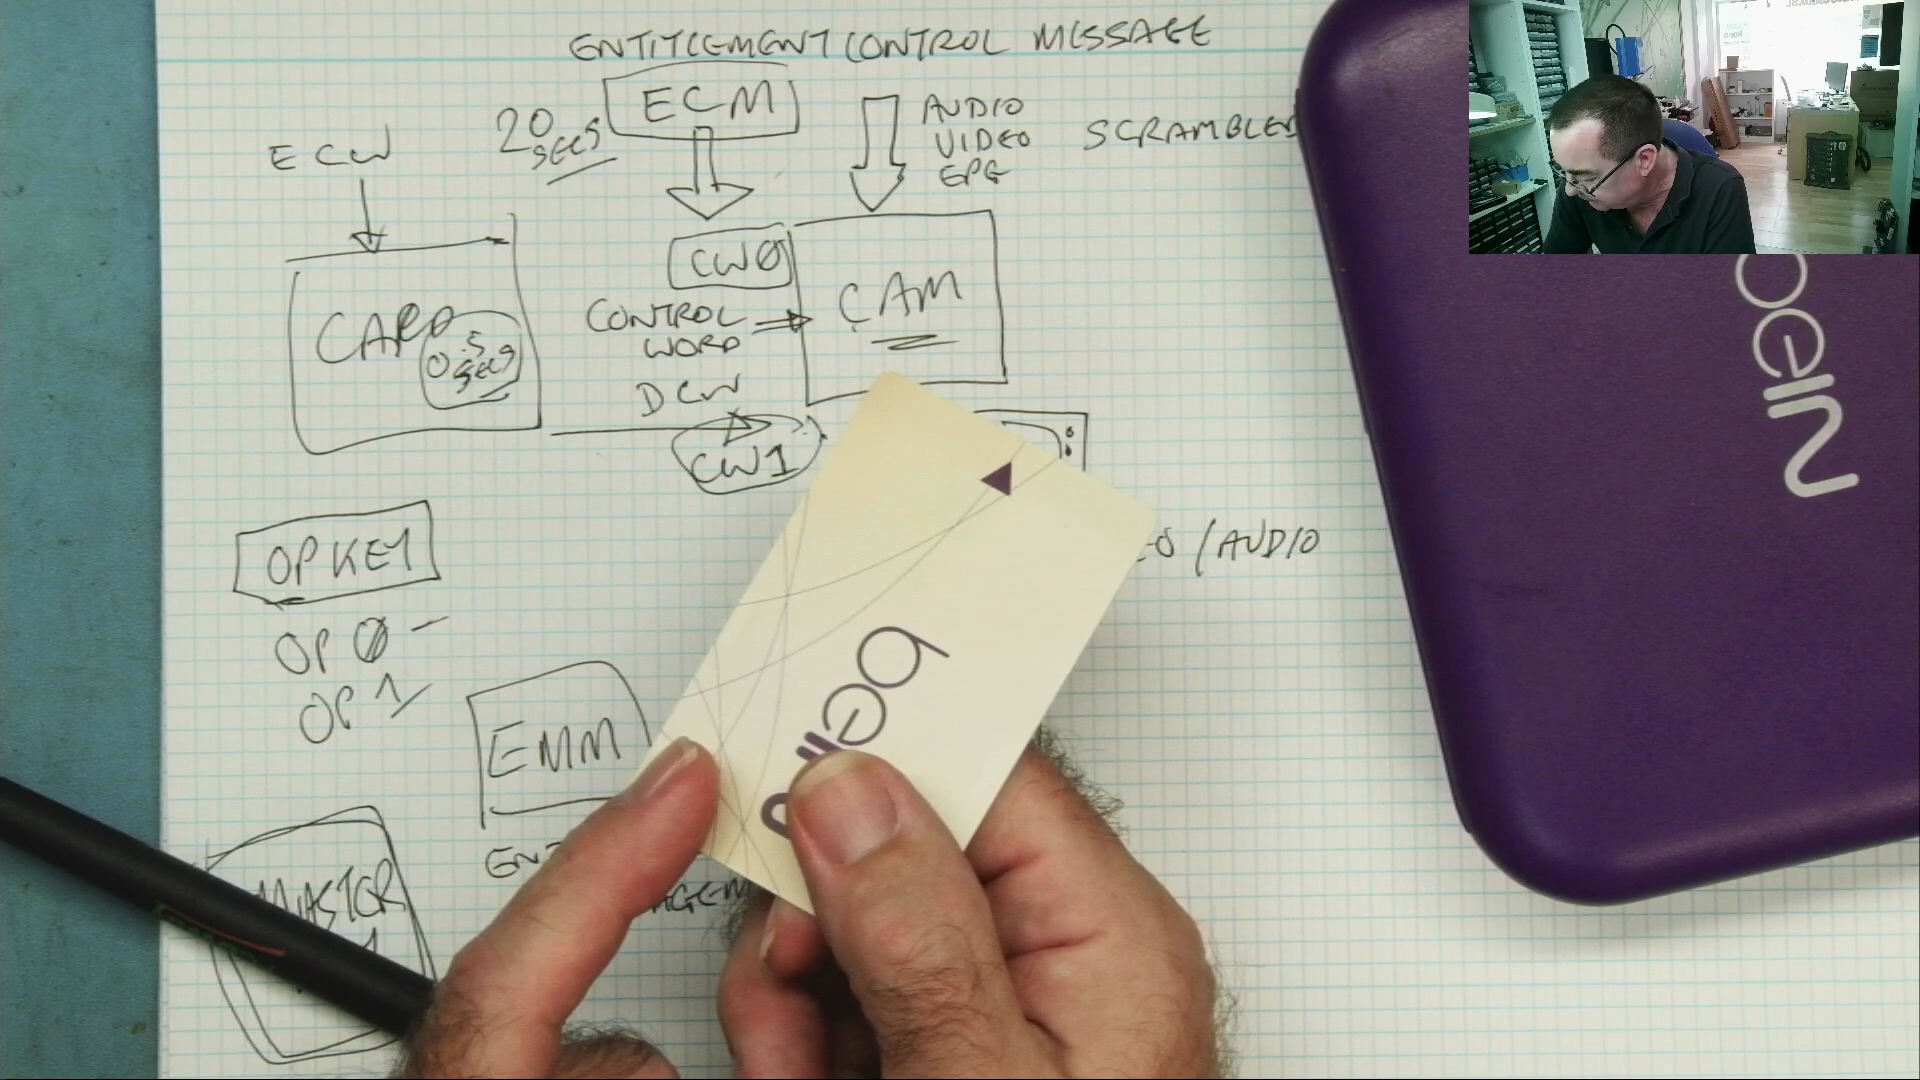 ENTITLEMENT CONTROL MESSAGE
ECM
20
SECS
AUDIO
VIDEO
EPG
SCRAMBLED
ECW
CARD
0.5
SECS
CW0
CONTROL
WORD
DCW
CW1
CAM
/AUDIO
OP KEY
OP 0 -
OP 1
EMM
beIN
beIN